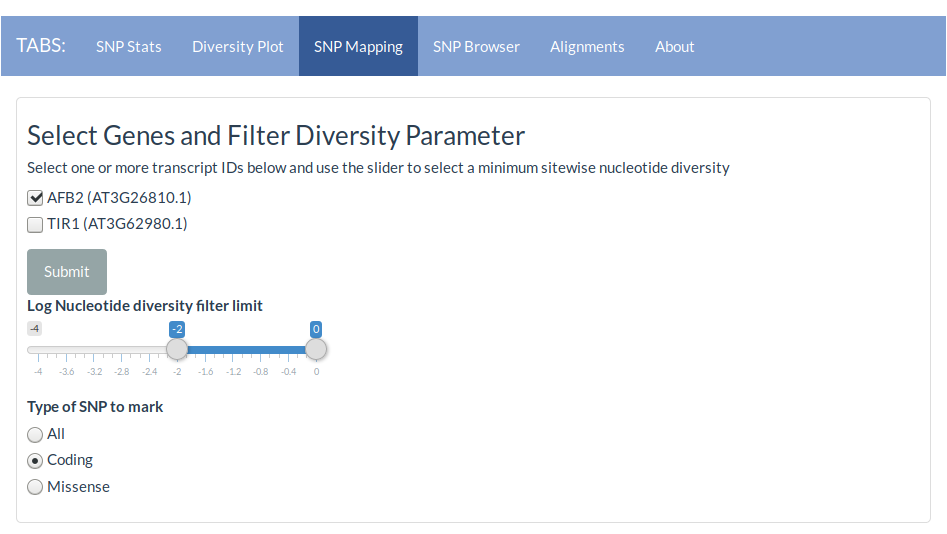 TABS: SNP Stats Diversity Plot SNP Mapping SNP Browser Alignments About
Select Genes and Filter Diversity Parameter
Select one or more transcript IDs below and use the slider to select a minimum sitewise nucleotide diversity
AFB2 (AT3G26810.1)
TIR1 (AT3G62980.1)
Submit
Log Nucleotide diversity filter limit
-4 -2 0
-4 -3.6 -3.2 -2.8 -2.4 -2 -1.6 -1.2 -0.8 -0.4 0
Type of SNP to mark
All
Coding
Missense